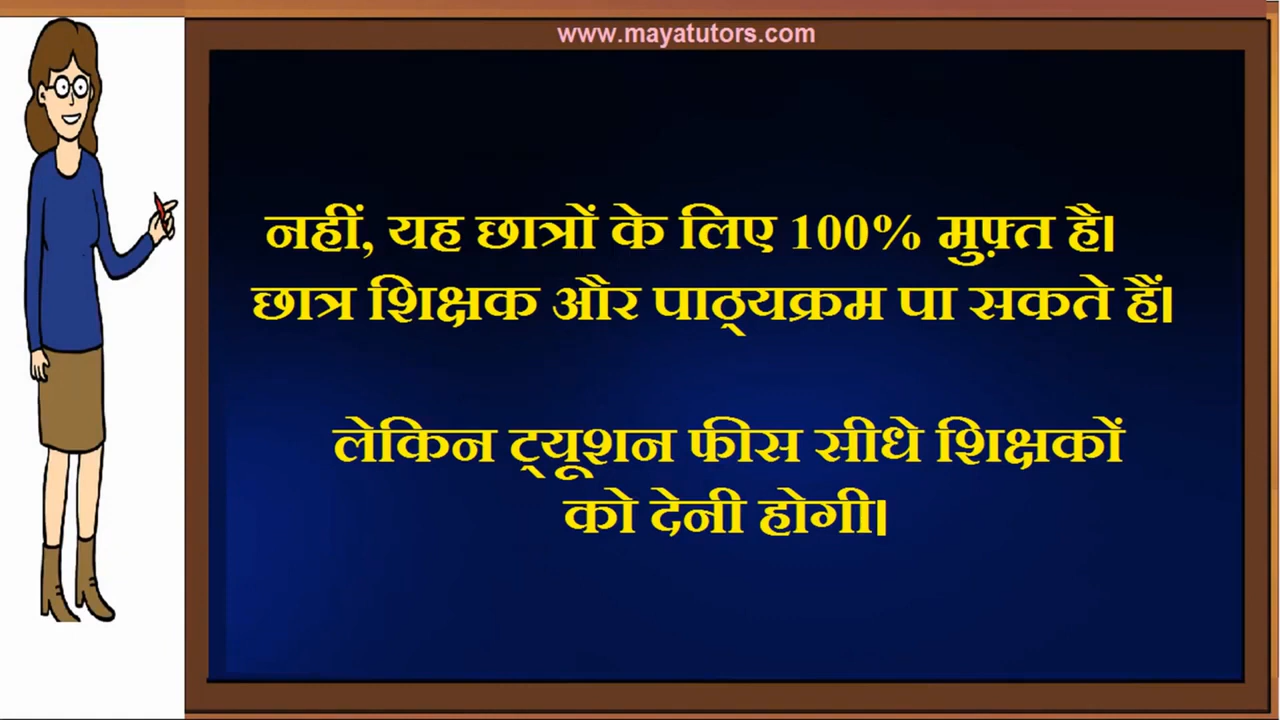 www.mayatutors.com
नहीं, यह छात्रों के लिए 100% मुफ़्त है।
छात्र शिक्षक और पाठ्यक्रम पा सकते हैं।
लेकिन ट्यूशन फीस सीधे शिक्षकों
को देनी होगी।